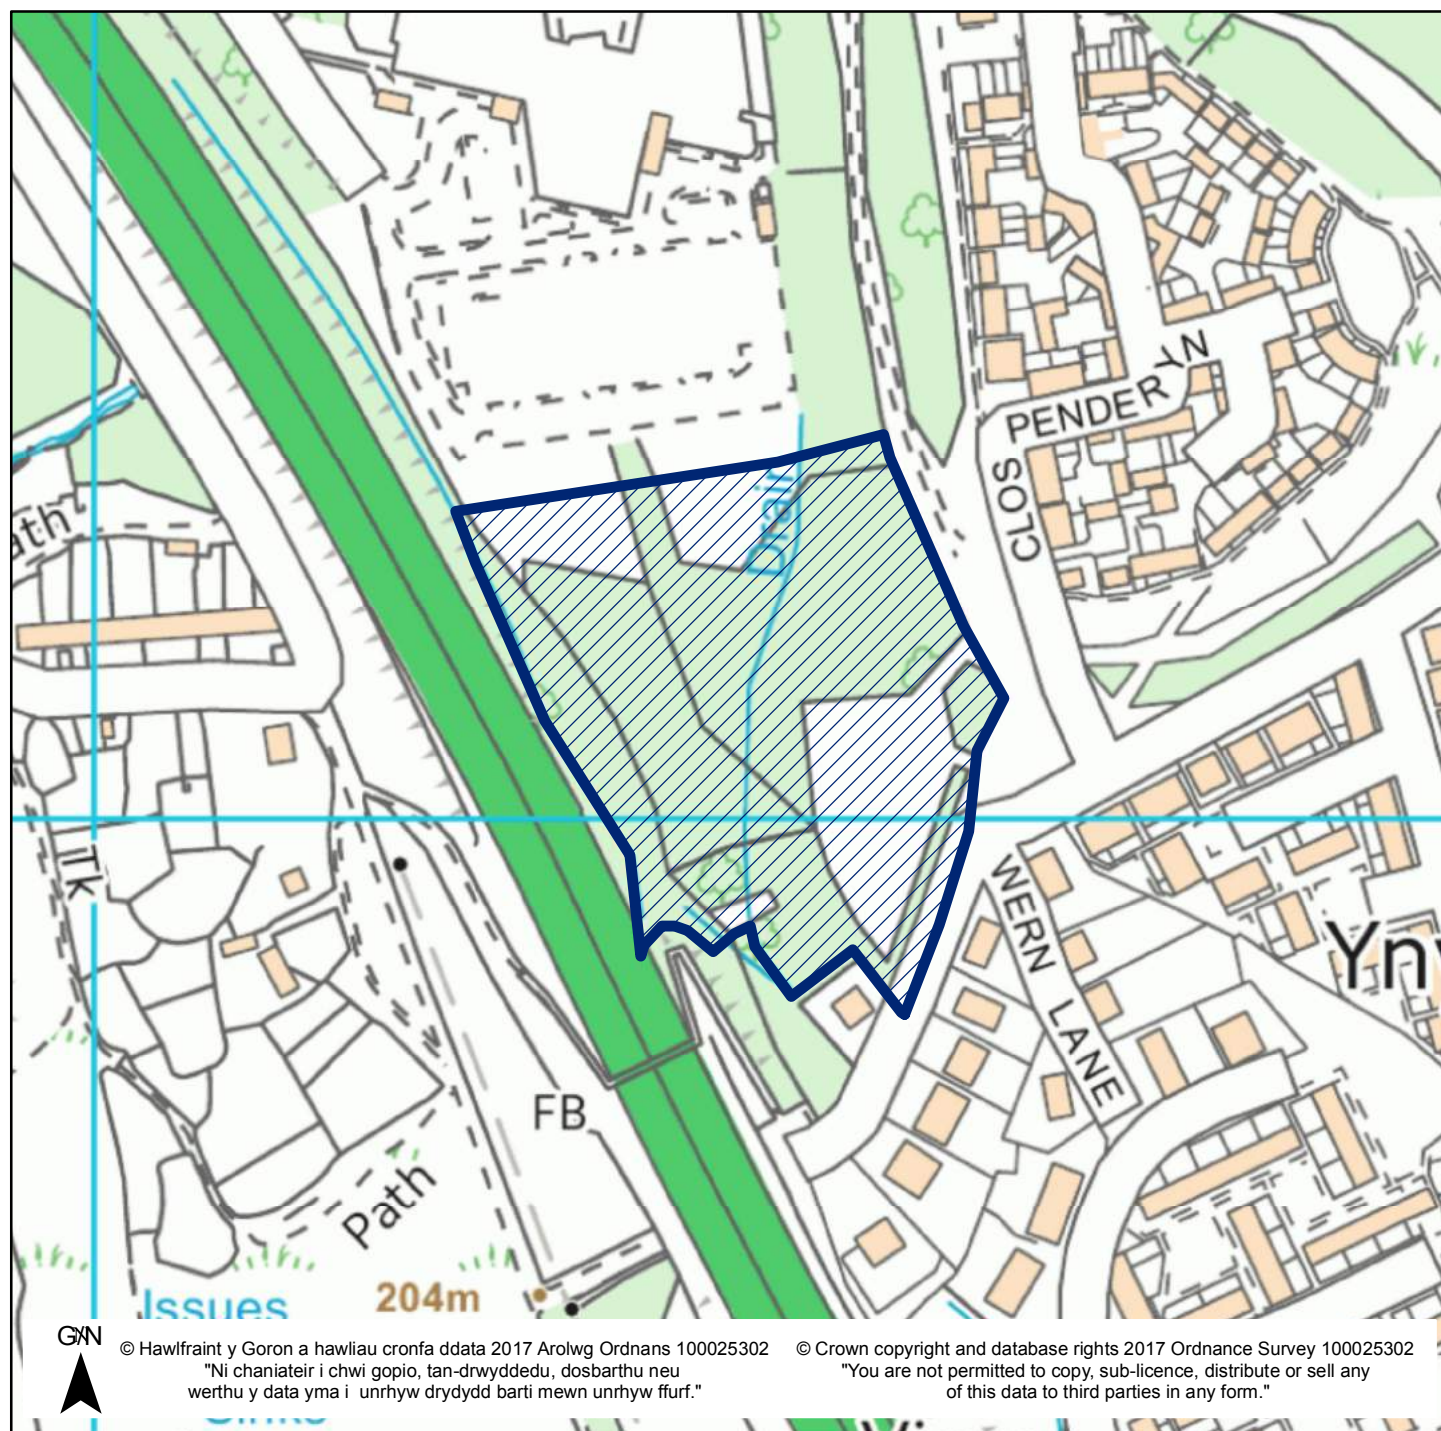 PENDERYN
CLOS
Drain
WERN LANE
Tk
FB
Path
Issues
204m
© Hawlfraint y Goron a hawliau cronfa ddata 2017 Arolwg Ordnans 100025302
"Ni chaniateir i chwi gopio, tan-drwyddedu, dosbarthu neu
werthu y data yma i unrhyw drydydd barti mewn unrhyw ffurf."
© Crown copyright and database rights 2017 Ordnance Survey 100025302
"You are not permitted to copy, sub-licence, distribute or sell any
of this data to third parties in any form."